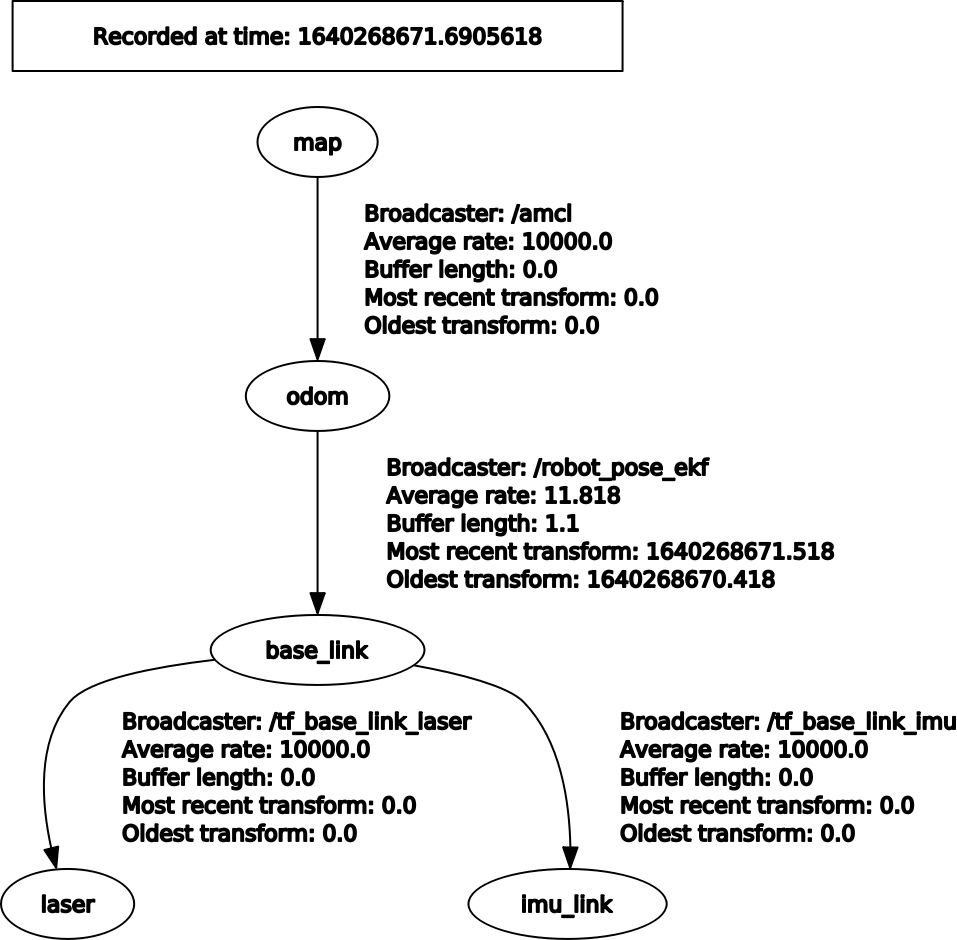 Recorded at time: 1640268671.6905618
map
Broadcaster: /amcl
Average rate: 10000.0
Buffer length: 0.0
Most recent transform: 0.0
Oldest transform: 0.0
odom
Broadcaster: /robot_pose_ekf
Average rate: 11.818
Buffer length: 1.1
Most recent transform: 1640268671.518
Oldest transform: 1640268670.418
base_link
Broadcaster: /tf_base_link_laser
Average rate: 10000.0
Buffer length: 0.0
Most recent transform: 0.0
Oldest transform: 0.0
Broadcaster: /tf_base_link_imu
Average rate: 10000.0
Buffer length: 0.0
Most recent transform: 0.0
Oldest transform: 0.0
laser
imu_link